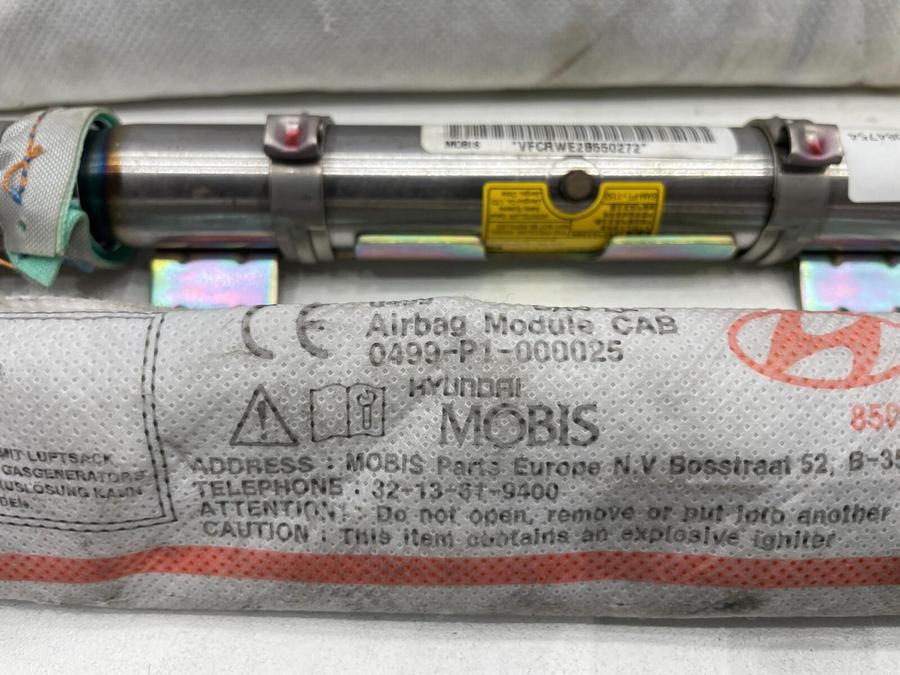 MOBIS "VFCRWE2B550272"
084754
CE
Airbag Module CAB
0499-P1-000025
HYUNDAI
MOBIS
850
MIT LUFTSACK
GASGENERATORS
AUSLÖSUNG KANN
DEN.
ADDRESS : MOBIS Parts Europe N.V Bosstraat 52, B-35
TELEPHONE : 32-13-61-9400
ATTENTION : Do not open, remove or put into another
CAUTION : This item contains an explosive igniter